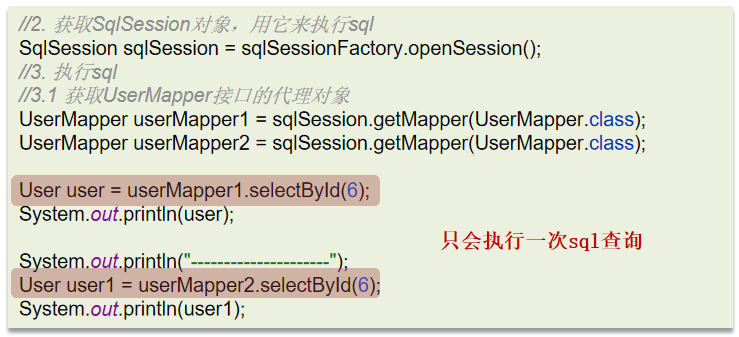 //2. 获取SqlSession对象，用它来执行sql
SqlSession sqlSession = sqlSessionFactory.openSession();
//3. 执行sql
//3.1 获取UserMapper接口的代理对象
UserMapper userMapper1 = sqlSession.getMapper(UserMapper.class);
UserMapper userMapper2 = sqlSession.getMapper(UserMapper.class);
User user = userMapper1.selectById(6);
System.out.println(user);
只会执行一次sql查询
System.out.println("---------------------");
User user1 = userMapper2.selectById(6);
System.out.println(user1);